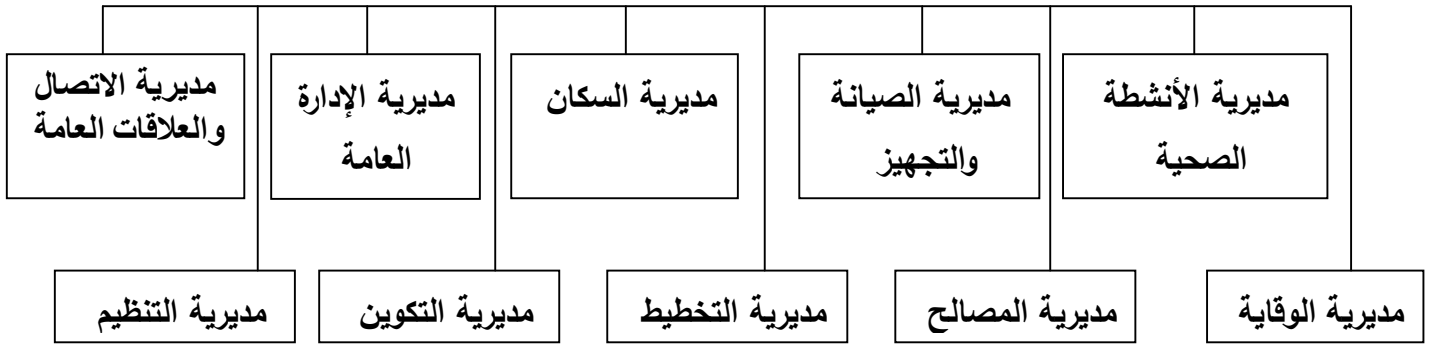 مديرية الأنشطة
الصحية
مديرية الصيانة
والتجهيز
مديرية السكان
مديرية الإدارة
العامة
مديرية الاتصال
والعلاقات العامة
مديرية الوقاية
مديرية المصالح
مديرية التخطيط
مديرية التكوين
مديرية التنظيم